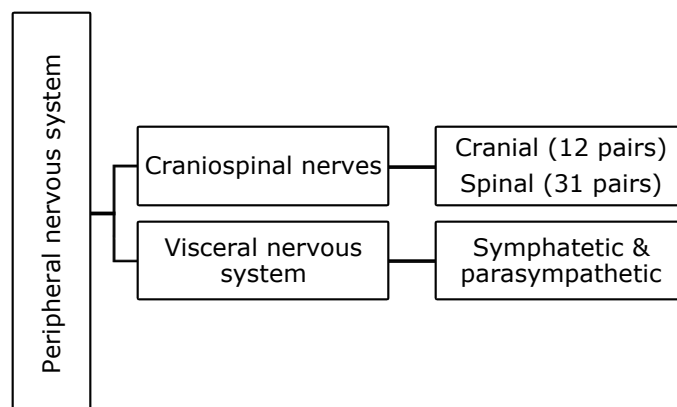 Peripheral nervous system
Craniospinal nerves
Cranial (12 pairs)
Spinal (31 pairs)
Visceral nervous
system
Symphatetic &
parasympathetic